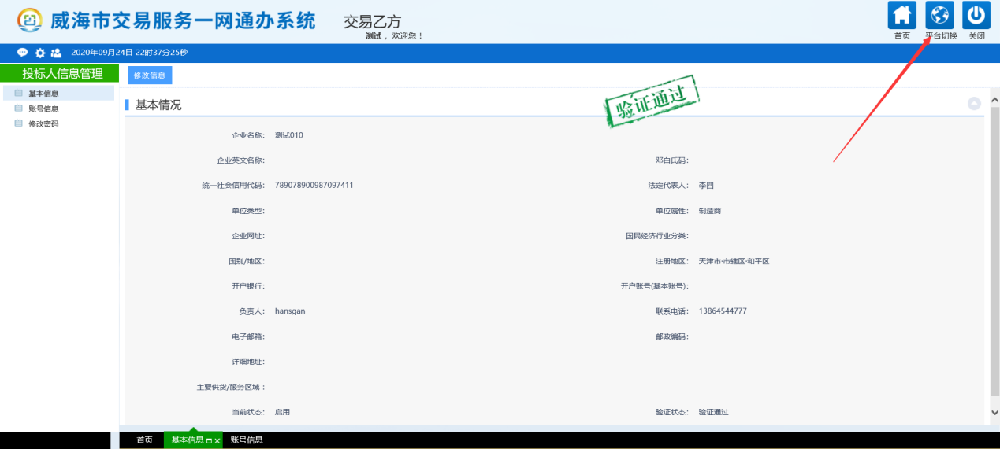 威海市交易服务一网通办系统
交易乙方
测试 ，欢迎您！
首页 平台切换 关闭
2020年09月24日 22时37分25秒
投标人信息管理
基本信息
账号信息
修改密码
修改信息
基本情况
验证通过
企业名称： 测试010
企业英文名称： 邓白氏码：
统一社会信用代码： 789078900987097411 法定代表人： 李四
单位类型： 单位属性： 制造商
企业网址： 国民经济行业分类：
国别/地区： 注册地区： 天津市·市辖区·和平区
开户银行： 开户账号(基本账号)：
负责人： hansgan 联系电话： 13864544777
电子邮箱： 邮政编码：
详细地址：
主要供货/服务区域 ：
当前状态： 启用 验证状态： 验证通过
首页 基本信息 账号信息